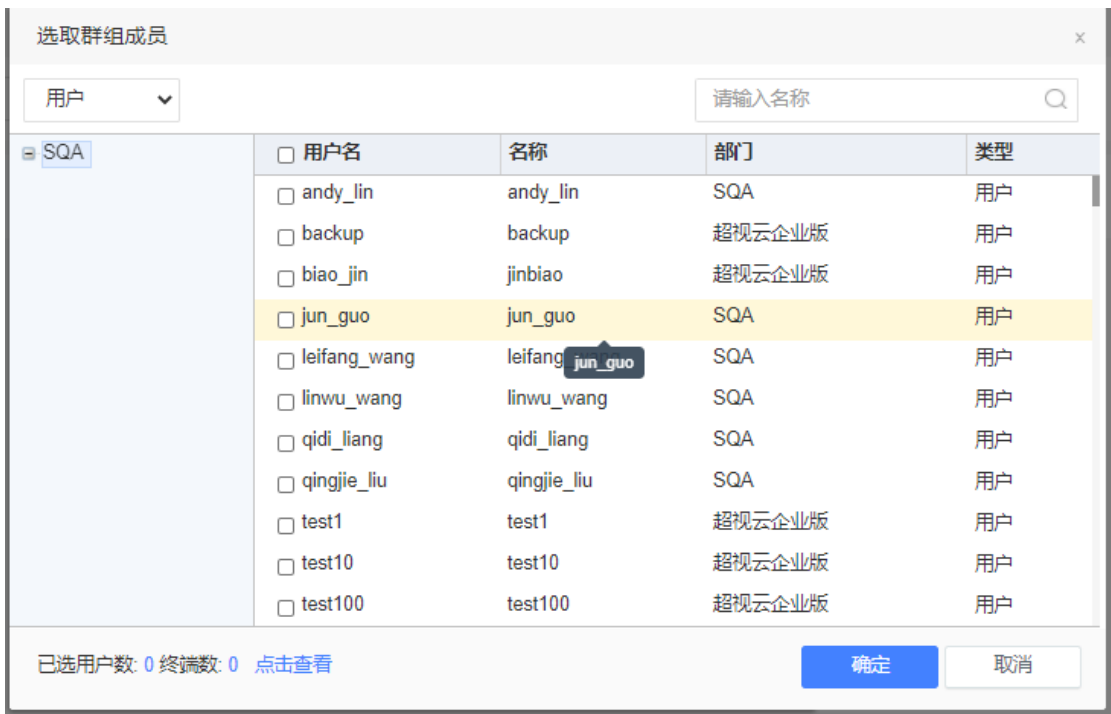 选取群组成员
用户
请输入名称
SQA
用户名 名称 部门 类型
andy_lin andy_lin SQA 用户
backup backup 超视云企业版 用户
biao_jin jinbiao 超视云企业版 用户
jun_guo jun_guo SQA 用户
leifang_wang leifang SQA 用户
jun_guo
linwu_wang linwu_wang SQA 用户
qidi_liang qidi_liang SQA 用户
qingjie_liu qingjie_liu SQA 用户
test1 test1 超视云企业版 用户
test10 test10 超视云企业版 用户
test100 test100 超视云企业版 用户
已选用户数: 0 终端数: 0 点击查看 确定 取消